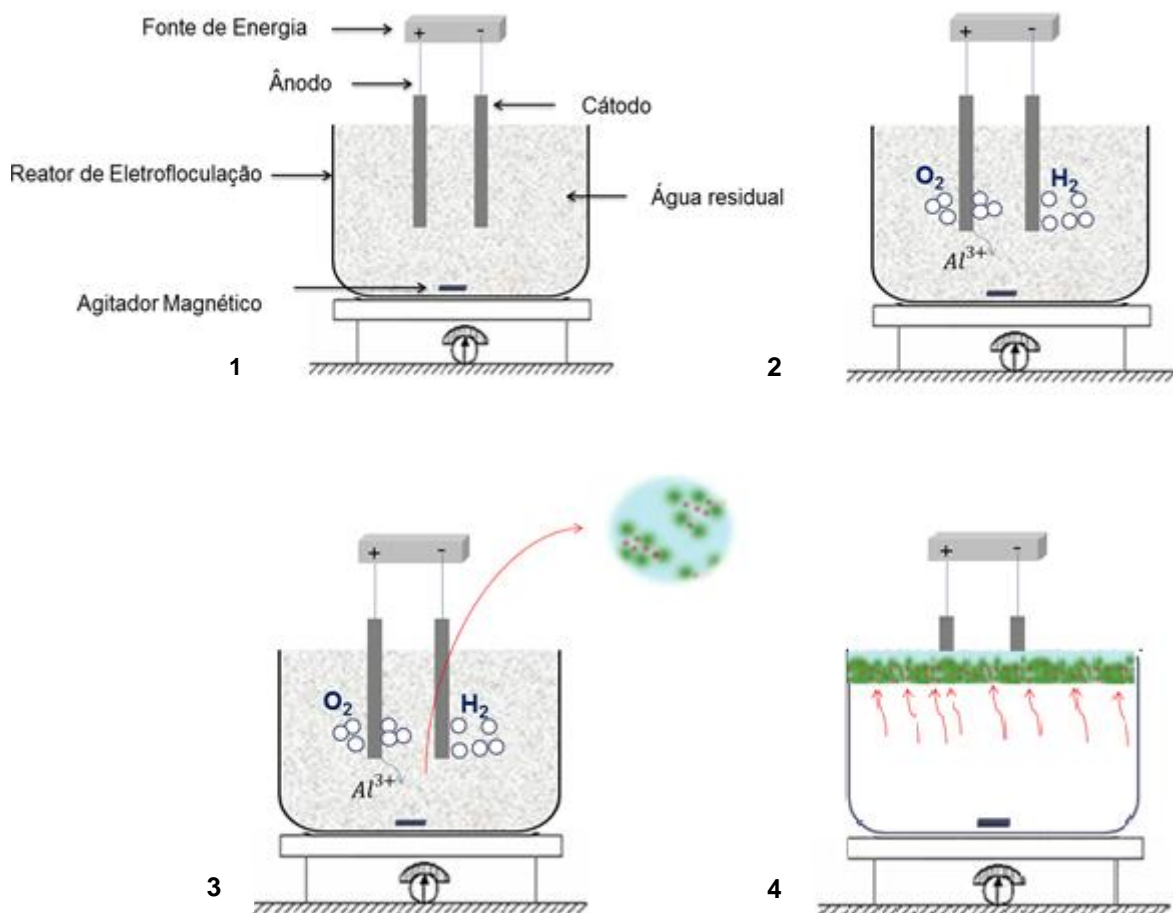 Fonte de Energia
+ -
Ânodo
Cátodo
Reator de Eletrofloculação
Água residual
Agitador Magnético
1
+ -
O₂
H₂
Al³⁺
2
+ -
O₂
H₂
Al³⁺
3
+ -
4